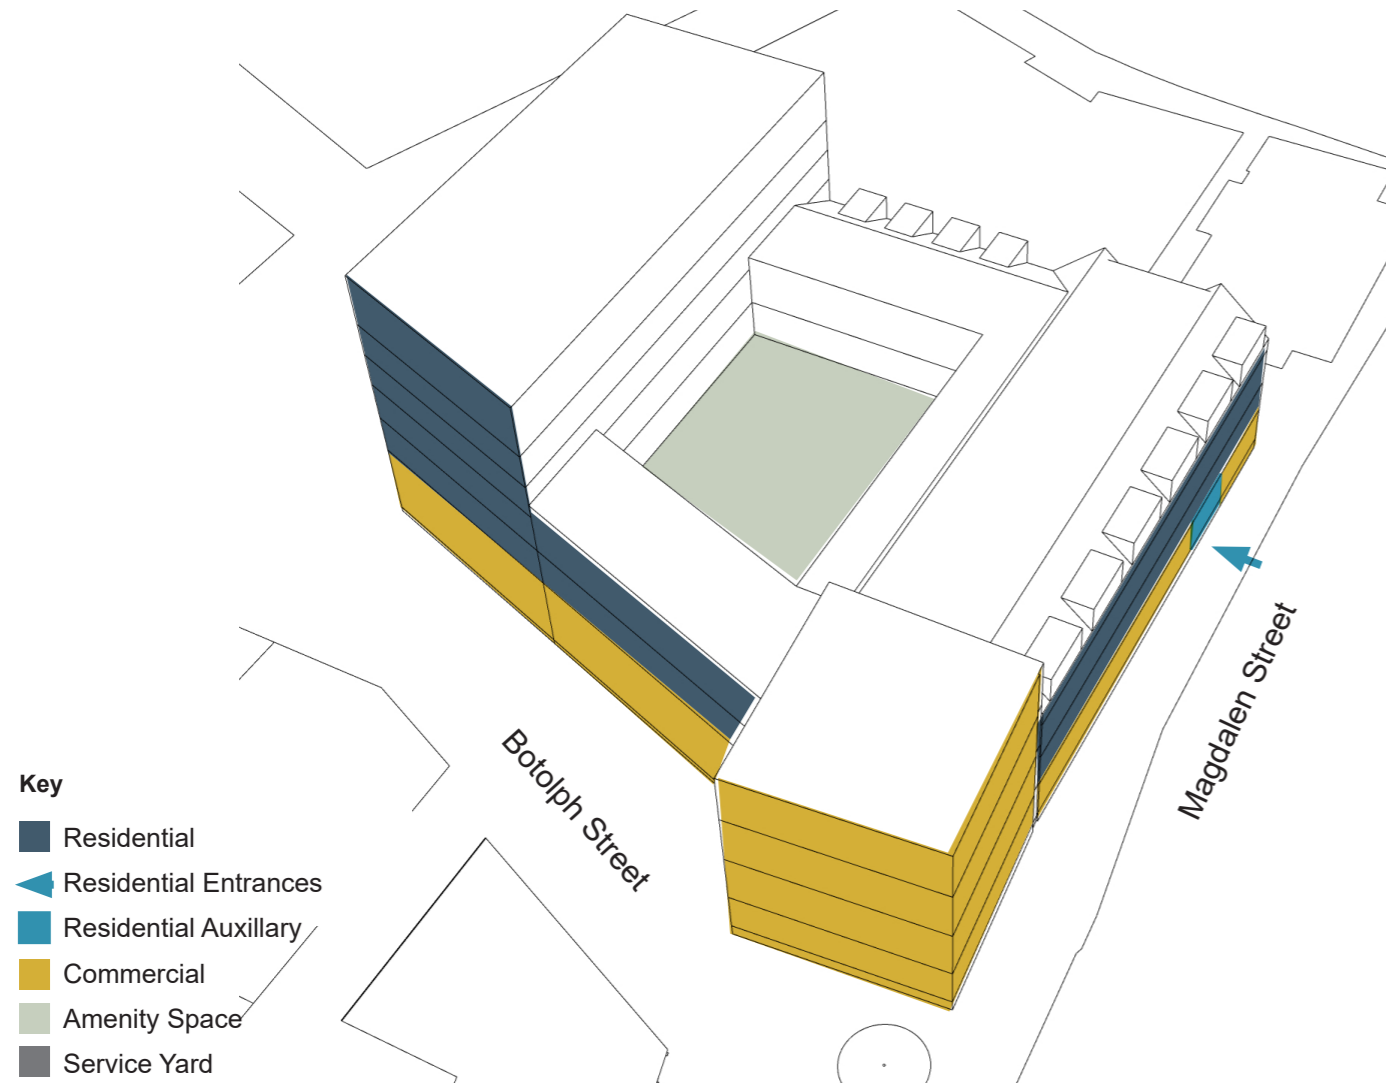 Botolph Street
Magdalen Street
Key
Residential
Residential Entrances
Residential Auxillary
Commercial
Amenity Space
Service Yard